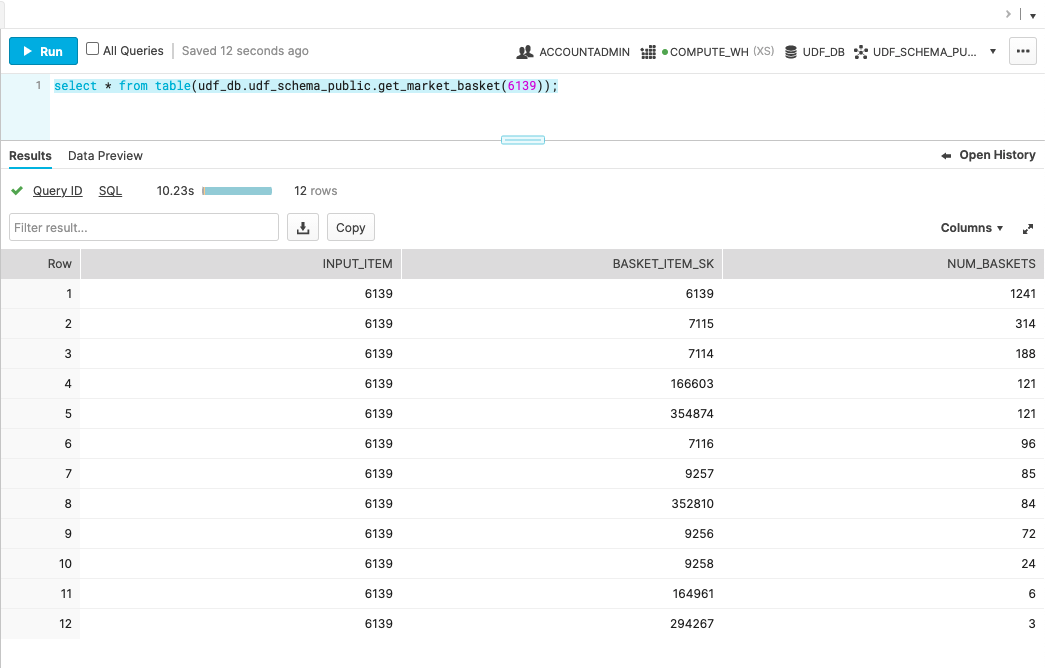 Run All Queries Saved 12 seconds ago ACCOUNTADMIN COMPUTE_WH (XS) UDF_DB UDF_SCHEMA_PU...
1 select * from table(udf_db.udf_schema_public.get_market_basket(6139));
Results Data Preview Open History
Query ID SQL 10.23s 12 rows
Filter result... Copy Columns
Row INPUT_ITEM BASKET_ITEM_SK NUM_BASKETS
1 6139 6139 1241
2 6139 7115 314
3 6139 7114 188
4 6139 166603 121
5 6139 354874 121
6 6139 7116 96
7 6139 9257 85
8 6139 352810 84
9 6139 9256 72
10 6139 9258 24
11 6139 164961 6
12 6139 294267 3